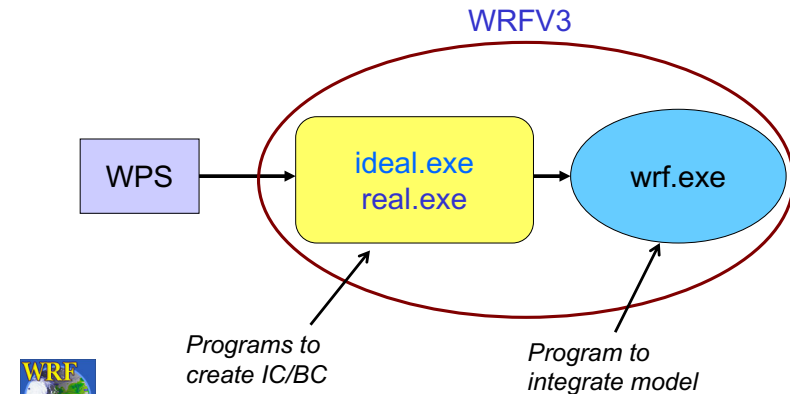 WRFV3
WPS
ideal.exe
real.exe
wrf.exe
Programs to
create IC/BC
Program to
integrate model
WRF